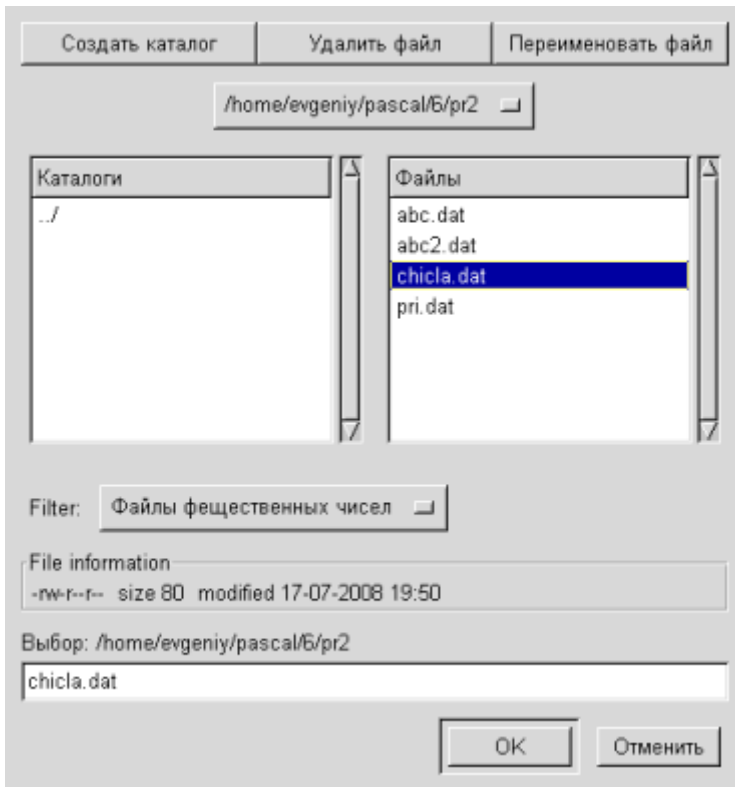 Создать каталог Удалить файл Переименовать файл
/home/evgeniy/pascal/6/pr2
Каталоги
../
Файлы
abc.dat
abc2.dat
chicla.dat
pri.dat
Filter: Файлы фещественных чисел
File information
-rw-r--r-- size 80 modified 17-07-2008 19:50
Выбор: /home/evgeniy/pascal/6/pr2
chicla.dat
OK Отменить